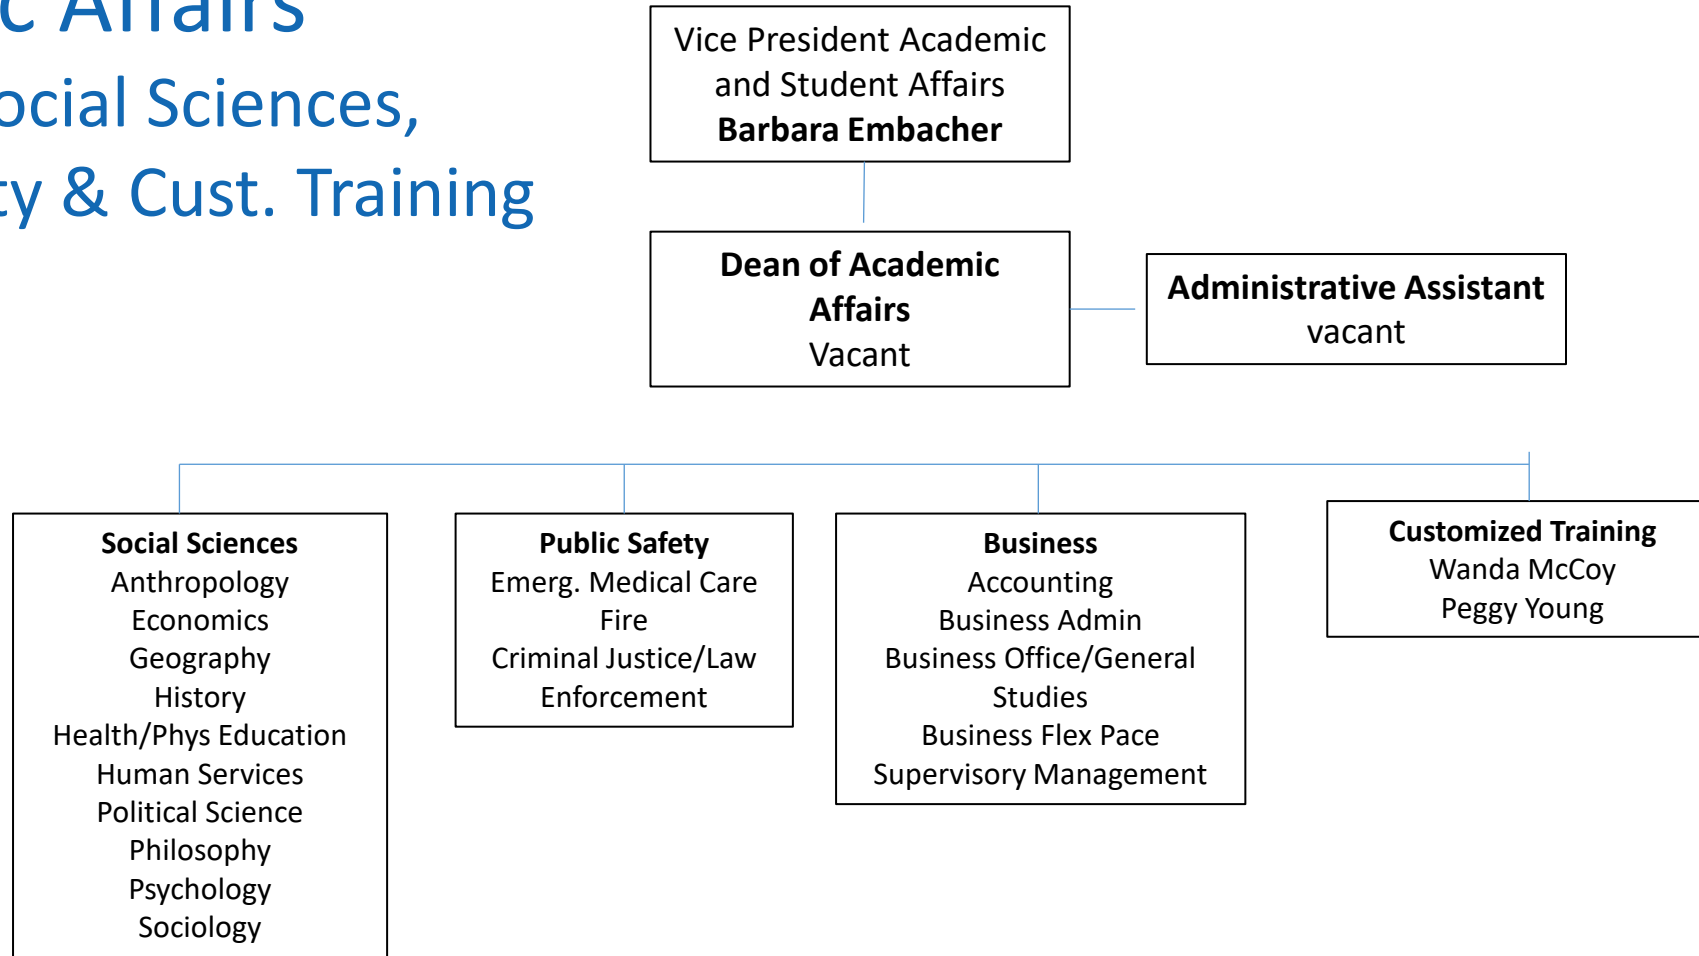 c Affairs
ocial Sciences,
ty & Cust. Training
Vice President Academic
and Student Affairs
Barbara Embacher
Dean of Academic
Affairs
Vacant
Administrative Assistant
vacant
Social Sciences
Anthropology
Economics
Geography
History
Health/Phys Education
Human Services
Political Science
Philosophy
Psychology
Sociology
Public Safety
Emerg. Medical Care
Fire
Criminal Justice/Law
Enforcement
Business
Accounting
Business Admin
Business Office/General
Studies
Business Flex Pace
Supervisory Management
Customized Training
Wanda McCoy
Peggy Young